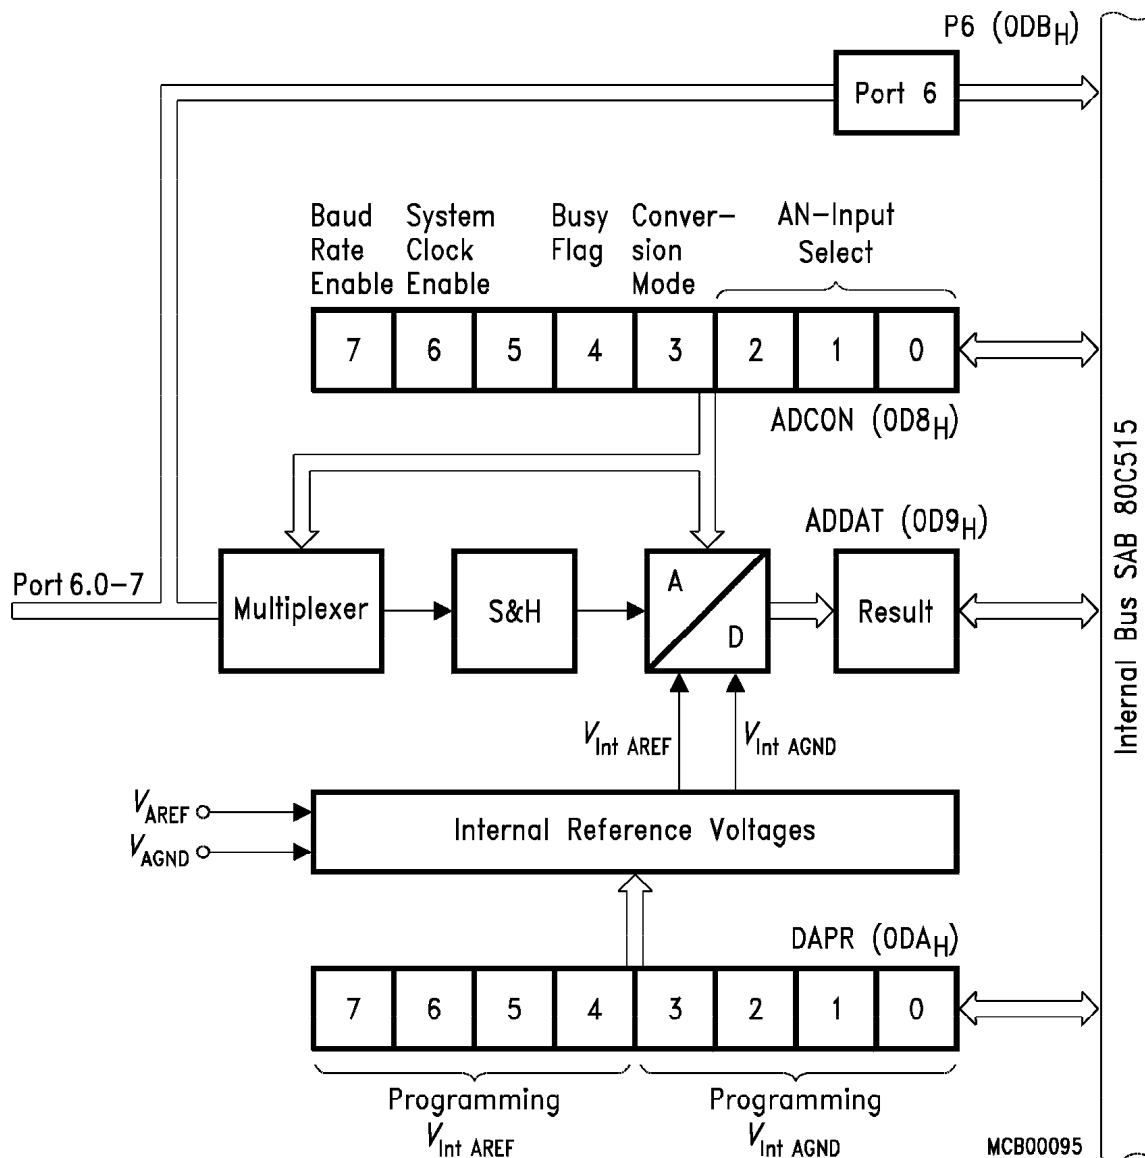 P6 (0DBH)
Port 6
Baud System Busy Conver- AN-Input
Rate Clock Flag sion Select
Enable Enable Mode
7 6 5 4 3 2 1 0
ADCON (0D8H)
ADDAT (0D9H)
Port 6.0-7
Multiplexer S&H A D Result
VInt AREF VInt AGND
VAREF
VAGND
Internal Reference Voltages
DAPR (0DAH)
7 6 5 4 3 2 1 0
Programming Programming
VInt AREF VInt AGND
MCB00095
Internal Bus SAB 80C515